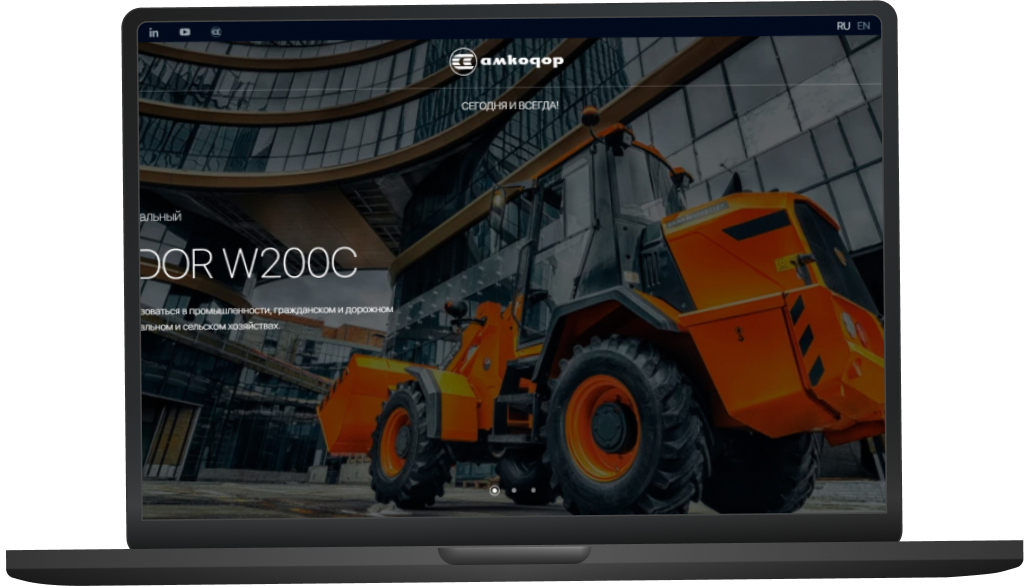 in
RU EN
амкодор
СЕГОДНЯ И ВСЕГДА!
альный
DOR W200C
зоваться в промышленности, гражданском и дорожном
альном и сельском хозяйствах.